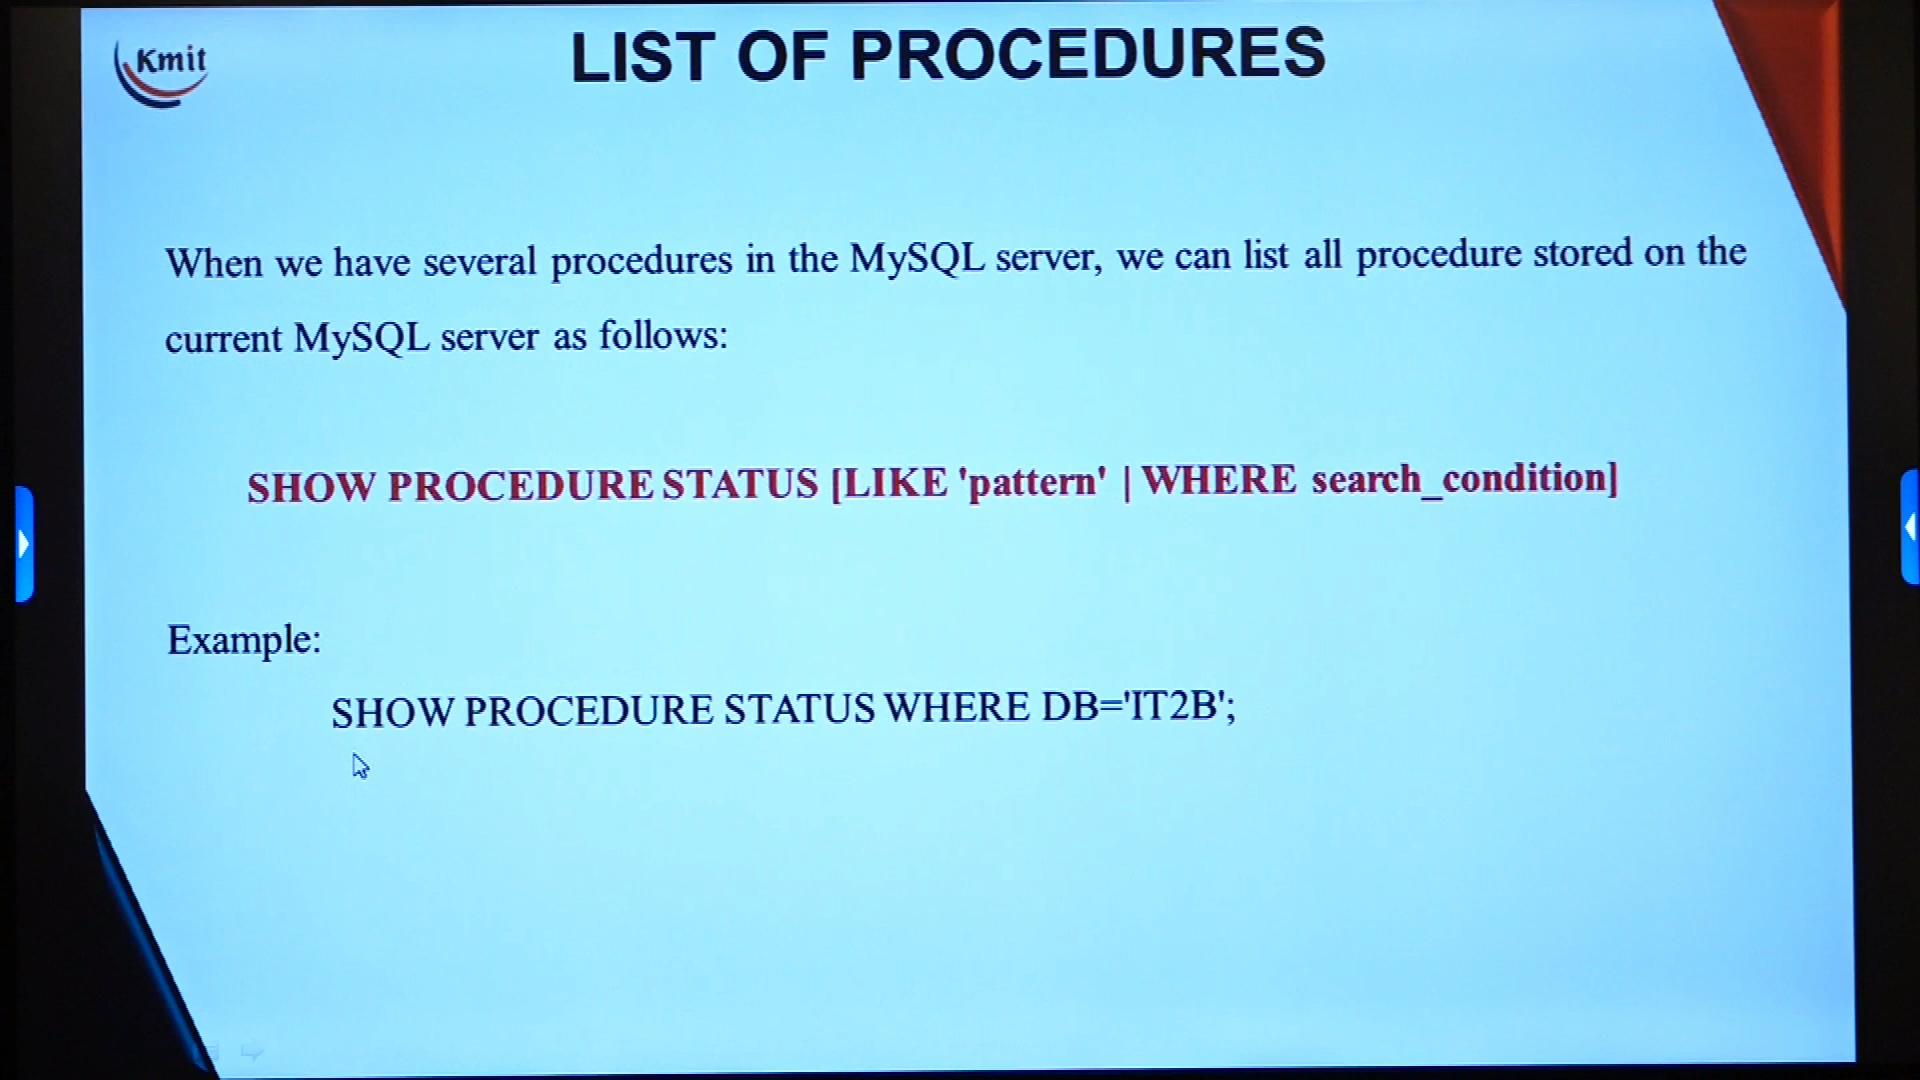 Kmit
LIST OF PROCEDURES
When we have several procedures in the MySQL server, we can list all procedure stored on the
current MySQL server as follows:
SHOW PROCEDURE STATUS [LIKE 'pattern' | WHERE search_condition]
Example:
SHOW PROCEDURE STATUS WHERE DB='IT2B';